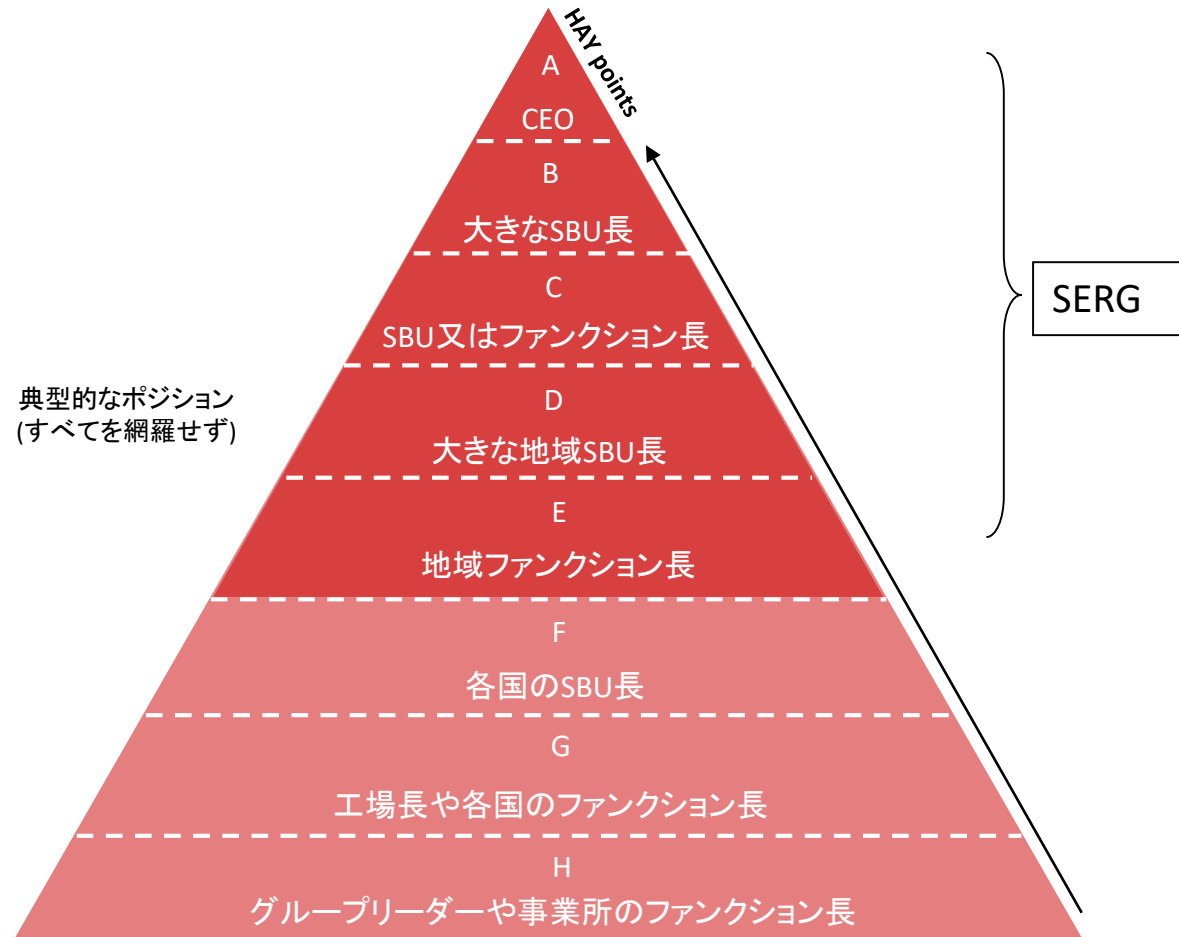 HAY points
A
CEO
B
大きなSBU長
C
SBU又はファンクション長
D
大きな地域SBU長
E
地域ファンクション長
F
各国のSBU長
G
工場長や各国のファンクション長
H
グループリーダーや事業所のファンクション長
典型的なポジション
(すべてを網羅せず)
SERG